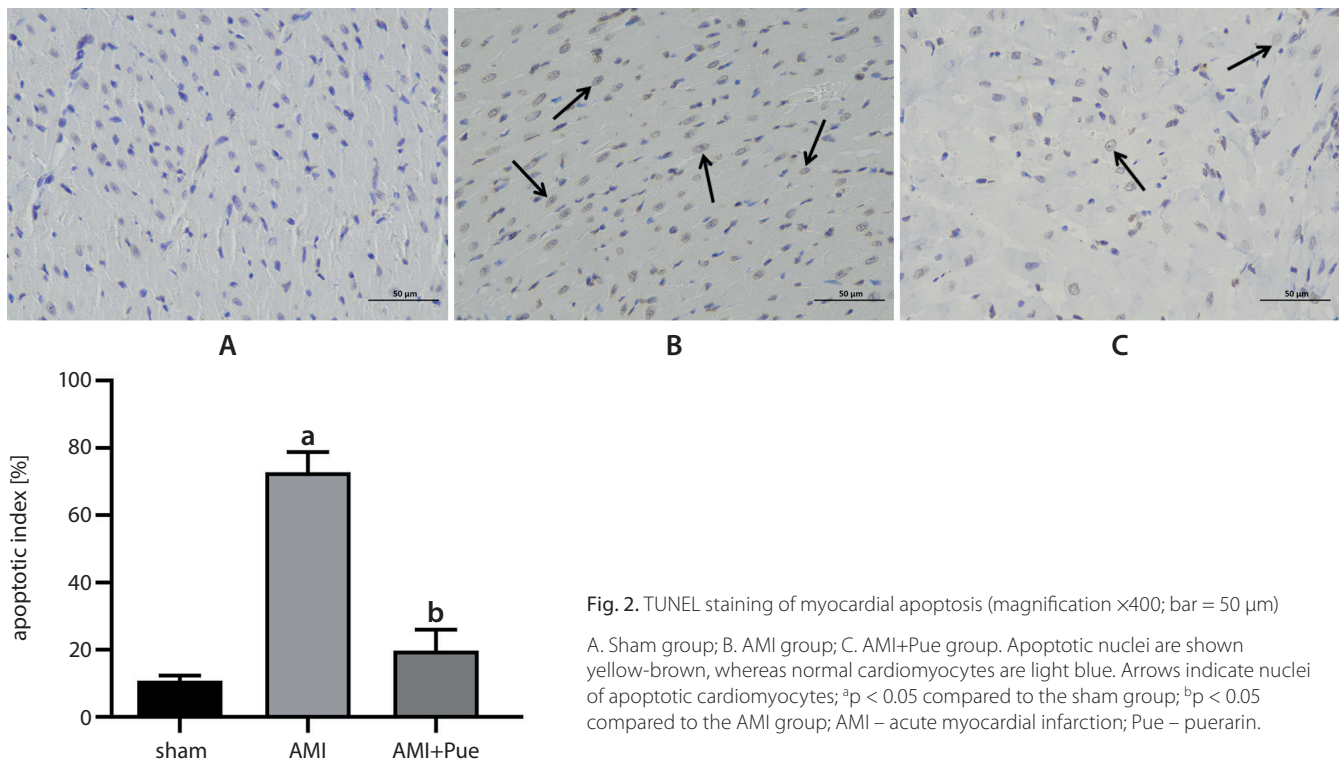 50 µm
50 µm
50 µm
A
B
C
apoptotic index [%]
100
80
60
40
20
0
a
b
sham
AMI
AMI+Pue
Fig. 2. TUNEL staining of myocardial apoptosis (magnification ×400; bar = 50 µm)
A. Sham group; B. AMI group; C. AMI+Pue group. Apoptotic nuclei are shown
yellow-brown, whereas normal cardiomyocytes are light blue. Arrows indicate nuclei
of apoptotic cardiomyocytes; ᵃp < 0.05 compared to the sham group; ᵇp < 0.05
compared to the AMI group; AMI – acute myocardial infarction; Pue – puerarin.